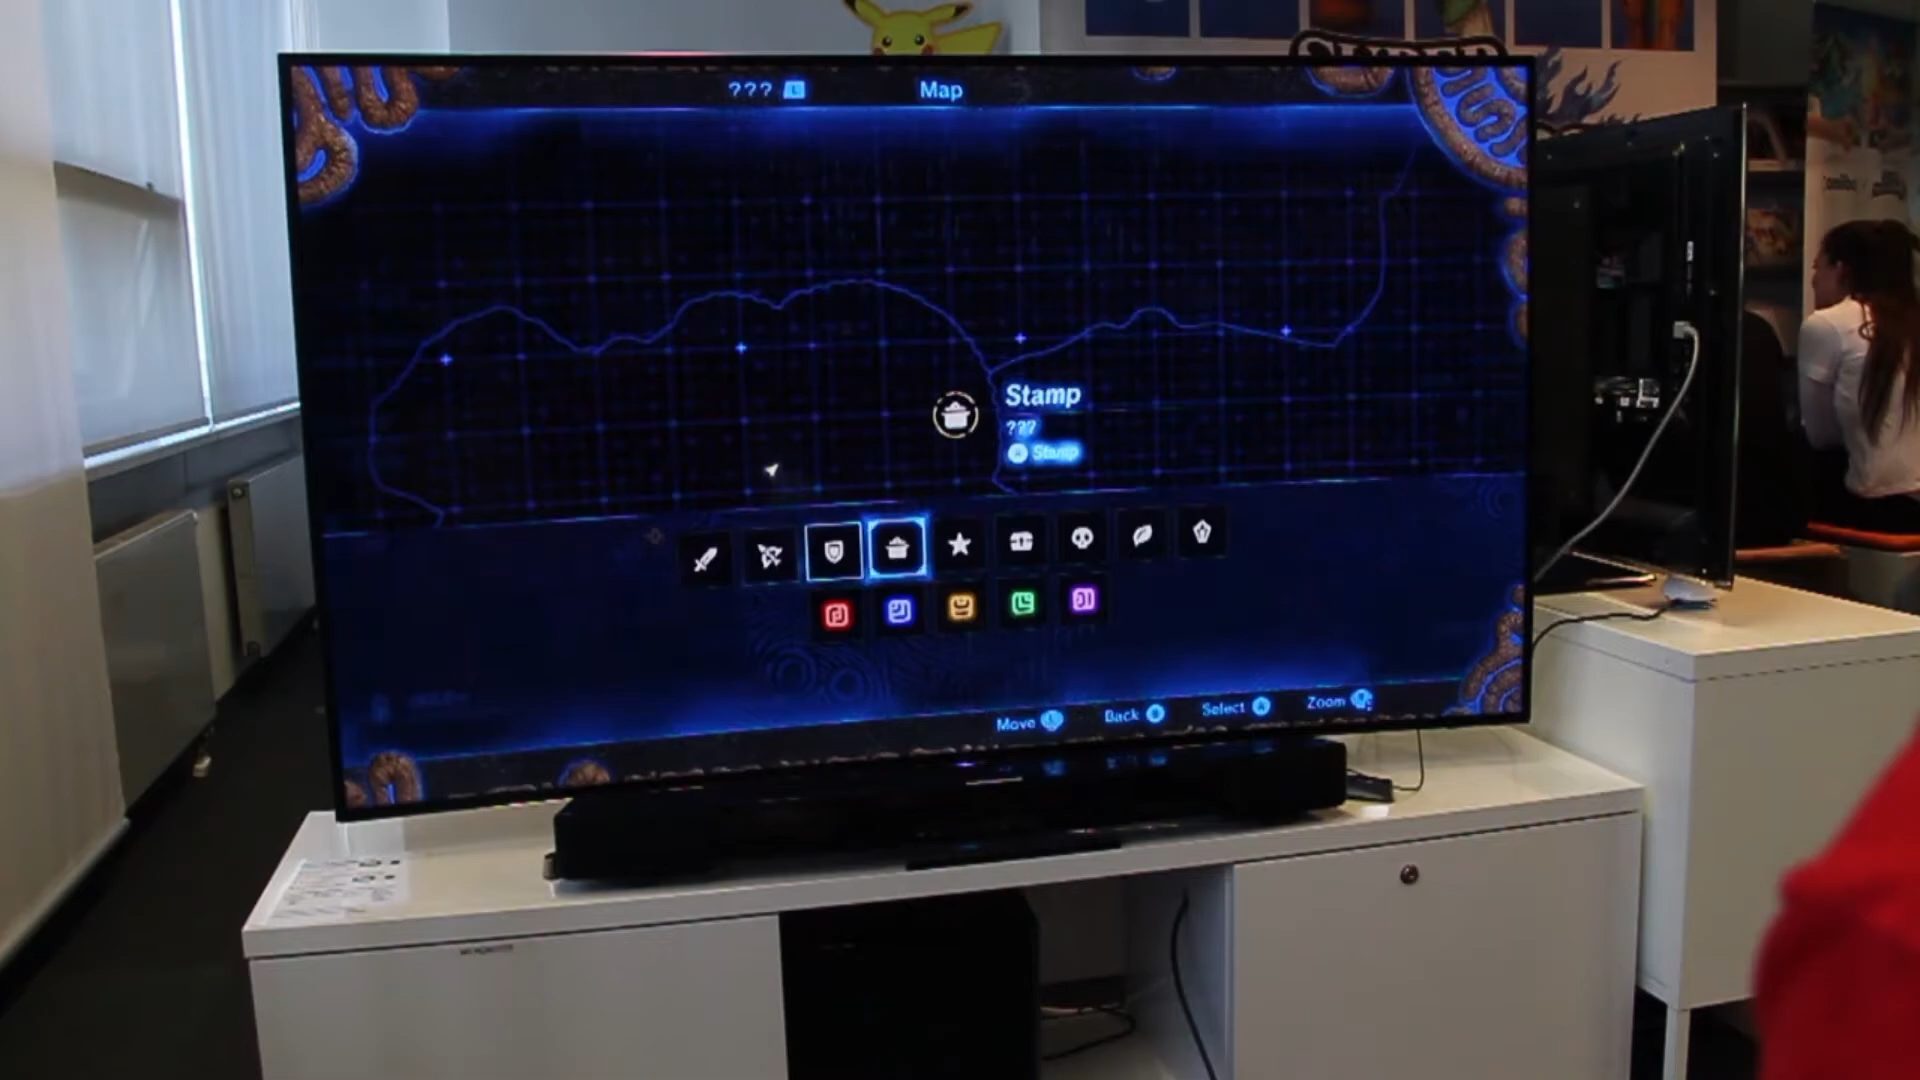 ??? L
Map
Stamp
???
A Stamp
Move L
Back B
Select A
Zoom